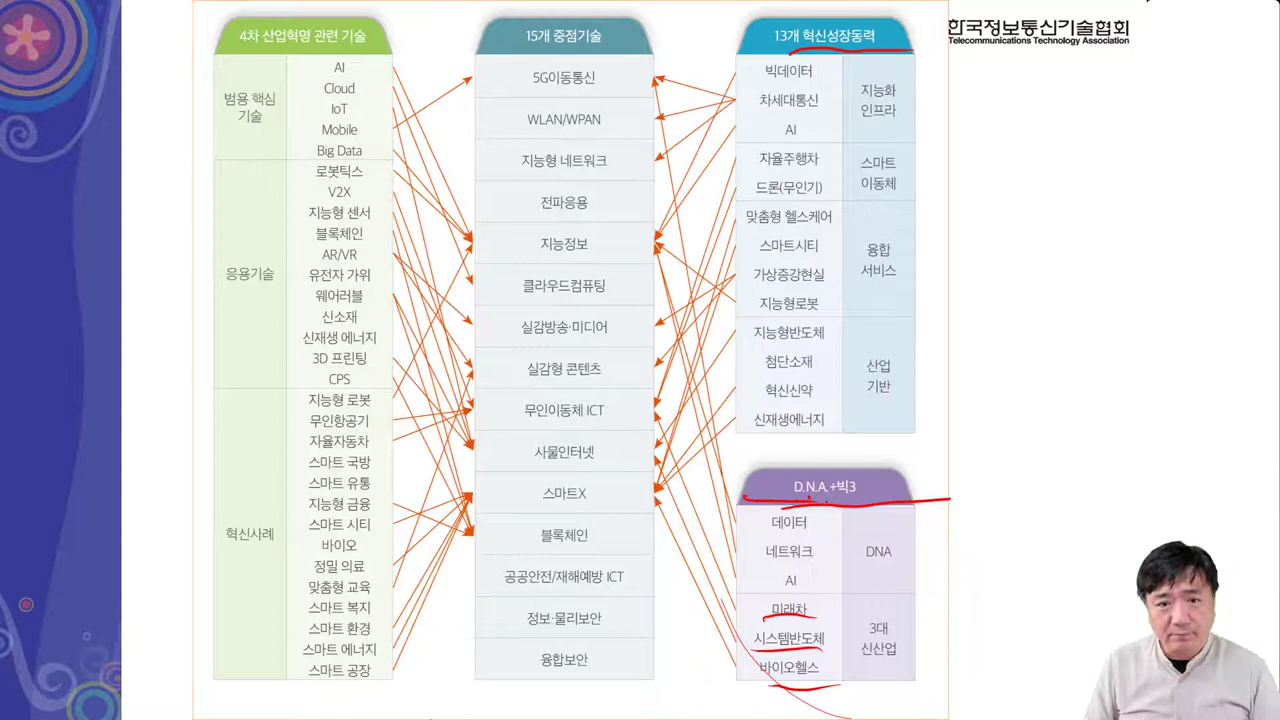 한국정보통신기술협회
Telecommunications Technology Association
4차 산업혁명 관련 기술
범용 핵심
기술
AI
Cloud
IoT
Mobile
Big Data
응용기술
로봇틱스
V2X
지능형 센서
블록체인
AR/VR
유전자 가위
웨어러블
신소재
신재생 에너지
3D 프린팅
CPS
혁신사례
지능형 로봇
무인항공기
자율자동차
스마트 국방
스마트 유통
지능형 금융
스마트 시티
바이오
정밀 의료
맞춤형 교육
스마트 복지
스마트 환경
스마트 에너지
스마트 공장
15개 중점기술
5G이동통신
WLAN/WPAN
지능형 네트워크
전파응용
지능정보
클라우드컴퓨팅
실감방송·미디어
실감형 콘텐츠
무인이동체 ICT
사물인터넷
스마트X
블록체인
공공안전/재해예방 ICT
정보·물리보안
융합보안
13개 혁신성장동력
빅데이터
차세대통신
AI
지능화
인프라
자율주행차
드론(무인기)
스마트
이동체
맞춤형 헬스케어
스마트시티
가상증강현실
지능형로봇
융합
서비스
지능형반도체
첨단소재
혁신신약
신재생에너지
산업
기반
D.N.A.+빅3
데이터
네트워크
AI
DNA
미래차
시스템반도체
바이오헬스
3대
신산업